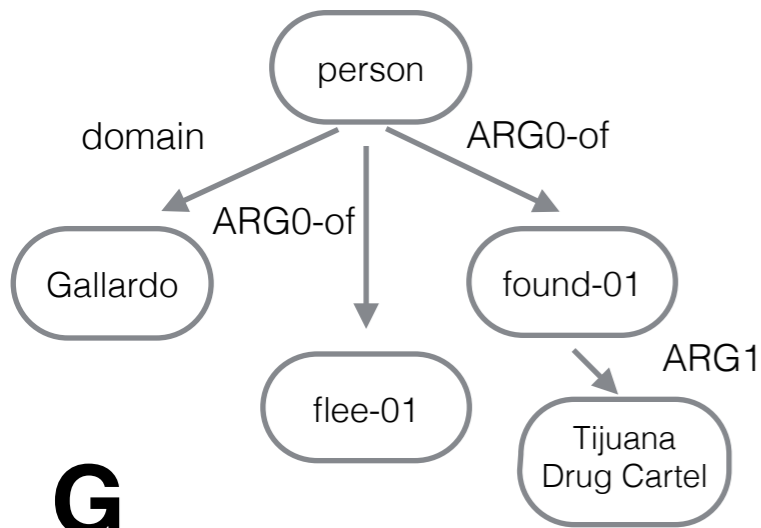 person
domain
ARG0-of
ARG0-of
Gallardo
found-01
ARG1
flee-01
Tijuana
Drug Cartel
G